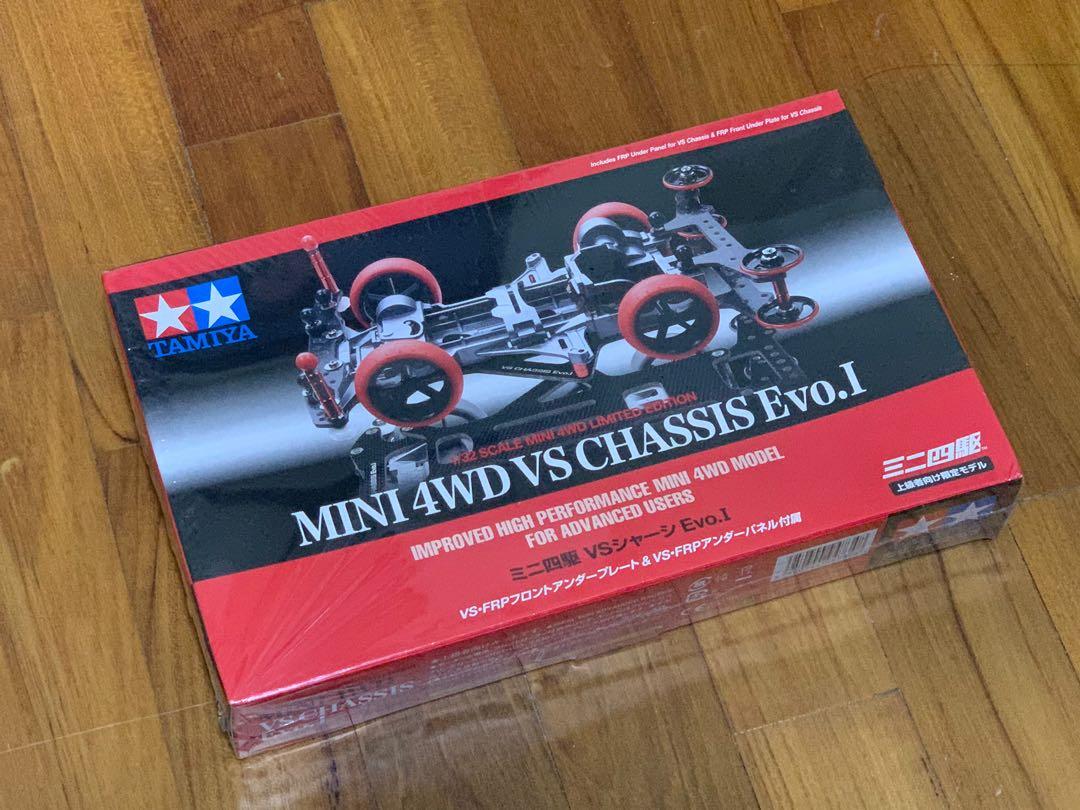 Includes FRP Under Panel for VS Chassis & FRP Front Under Plate for VS Chassis
TAMIYA
VS CHASSIS Evo.I
1/32 SCALE MINI 4WD LIMITED EDITION
MINI 4WD VS CHASSIS Evo.I
IMPROVED HIGH PERFORMANCE MINI 4WD MODEL
FOR ADVANCED USERS
ミニ四駆
上級者向け限定モデル
ミニ四駆 VSシャーシ Evo.I
VS・FRPフロントアンダープレート & VS・FRPアンダーパネル付属
VS CHASSIS